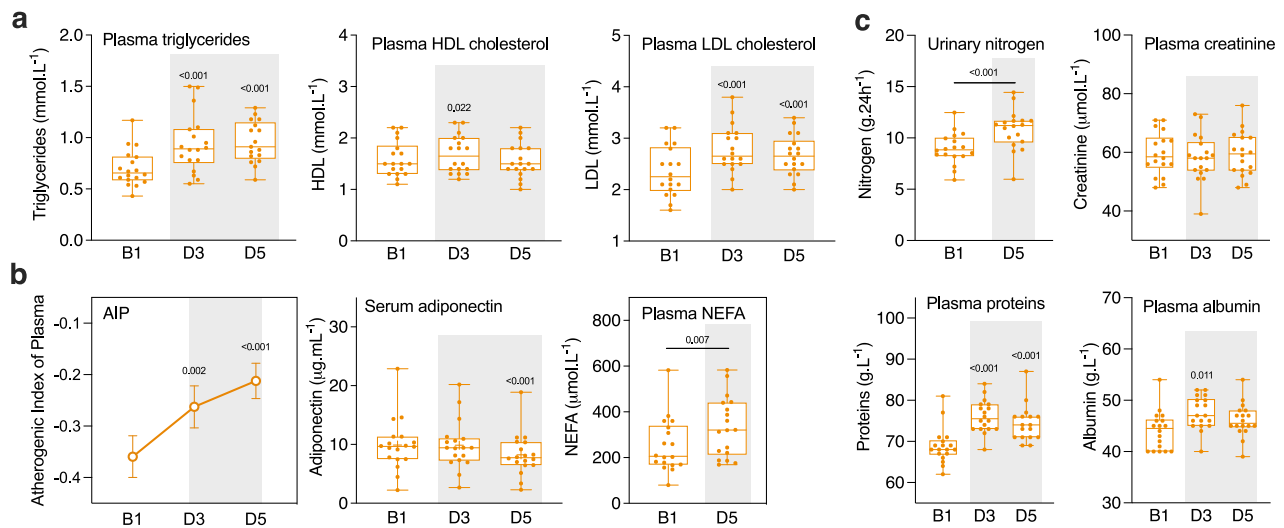 a
Plasma triglycerides
Triglycerides (mmol.L⁻¹)
2.0
1.5
1.0
0.5
0.0
<0.001
<0.001
B1 D3 D5
Plasma HDL cholesterol
HDL (mmol.L⁻¹)
4
3
2
1
0
0.022
B1 D3 D5
Plasma LDL cholesterol
LDL (mmol.L⁻¹)
5
4
3
2
1
<0.001
<0.001
B1 D3 D5
b
AIP
Atherogenic Index of Plasma
-0.1
-0.2
-0.3
-0.4
0.002
<0.001
B1 D3 D5
Serum adiponectin
Adiponectin (ug.mL⁻¹)
30
20
10
0
<0.001
B1 D3 D5
Plasma NEFA
NEFA (µmol.L⁻¹)
800
600
400
200
0
0.007
B1 D5
c
Urinary nitrogen
Nitrogen (g.24h⁻¹)
20
15
10
5
0
<0.001
B1 D5
Plasma creatinine
Creatinine (µmol.L⁻¹)
100
80
60
40
B1 D3 D5
Plasma proteins
Proteins (g.L⁻¹)
100
90
80
70
60
<0.001
<0.001
B1 D3 D5
Plasma albumin
Albumin (g.L⁻¹)
70
60
50
40
30
0.011
B1 D3 D5